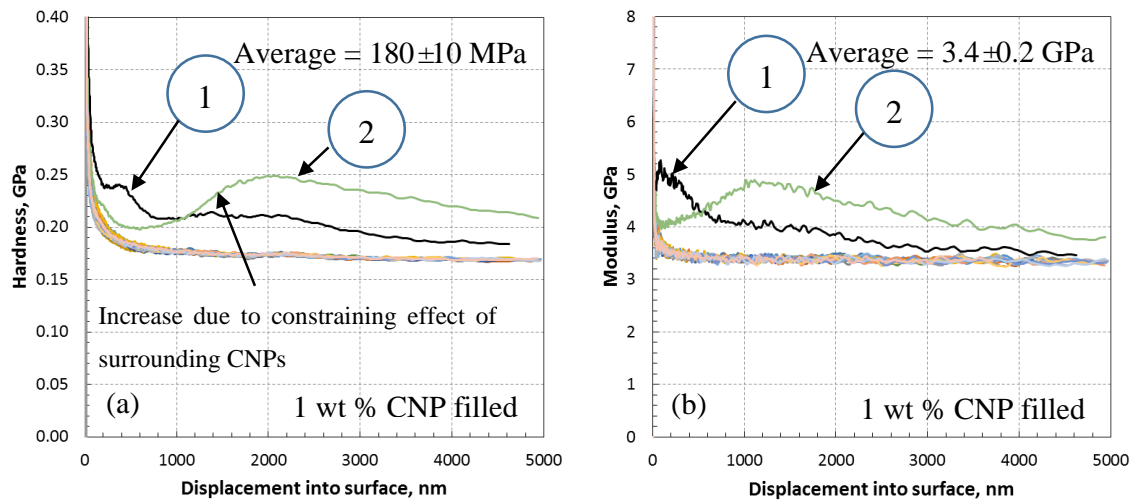 Average = 180±10 MPa
1
2
Increase due to constraining effect of
surrounding CNPs
(a)
1 wt % CNP filled
Hardness, GPa
0.40
0.35
0.30
0.25
0.20
0.15
0.10
0.05
0.00
0
1000
2000
3000
4000
5000
Displacement into surface, nm
Average = 3.4±0.2 GPa
1
2
(b)
1 wt % CNP filled
Modulus, GPa
8
7
6
5
4
3
2
1
0
0
1000
2000
3000
4000
5000
Displacement into surface, nm